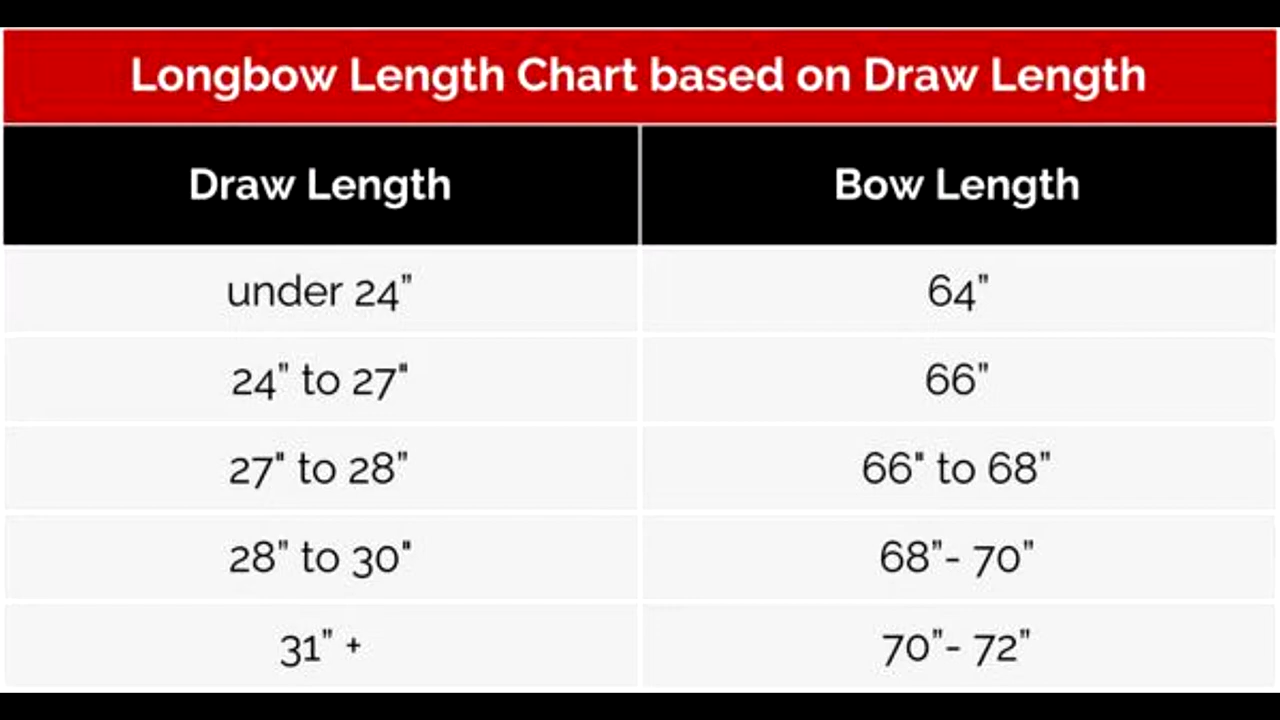 Longbow Length Chart based on Draw Length
Draw Length Bow Length
under 24” 64”
24” to 27" 66”
27" to 28” 66" to 68”
28” to 30" 68”- 70”
31” + 70”- 72”